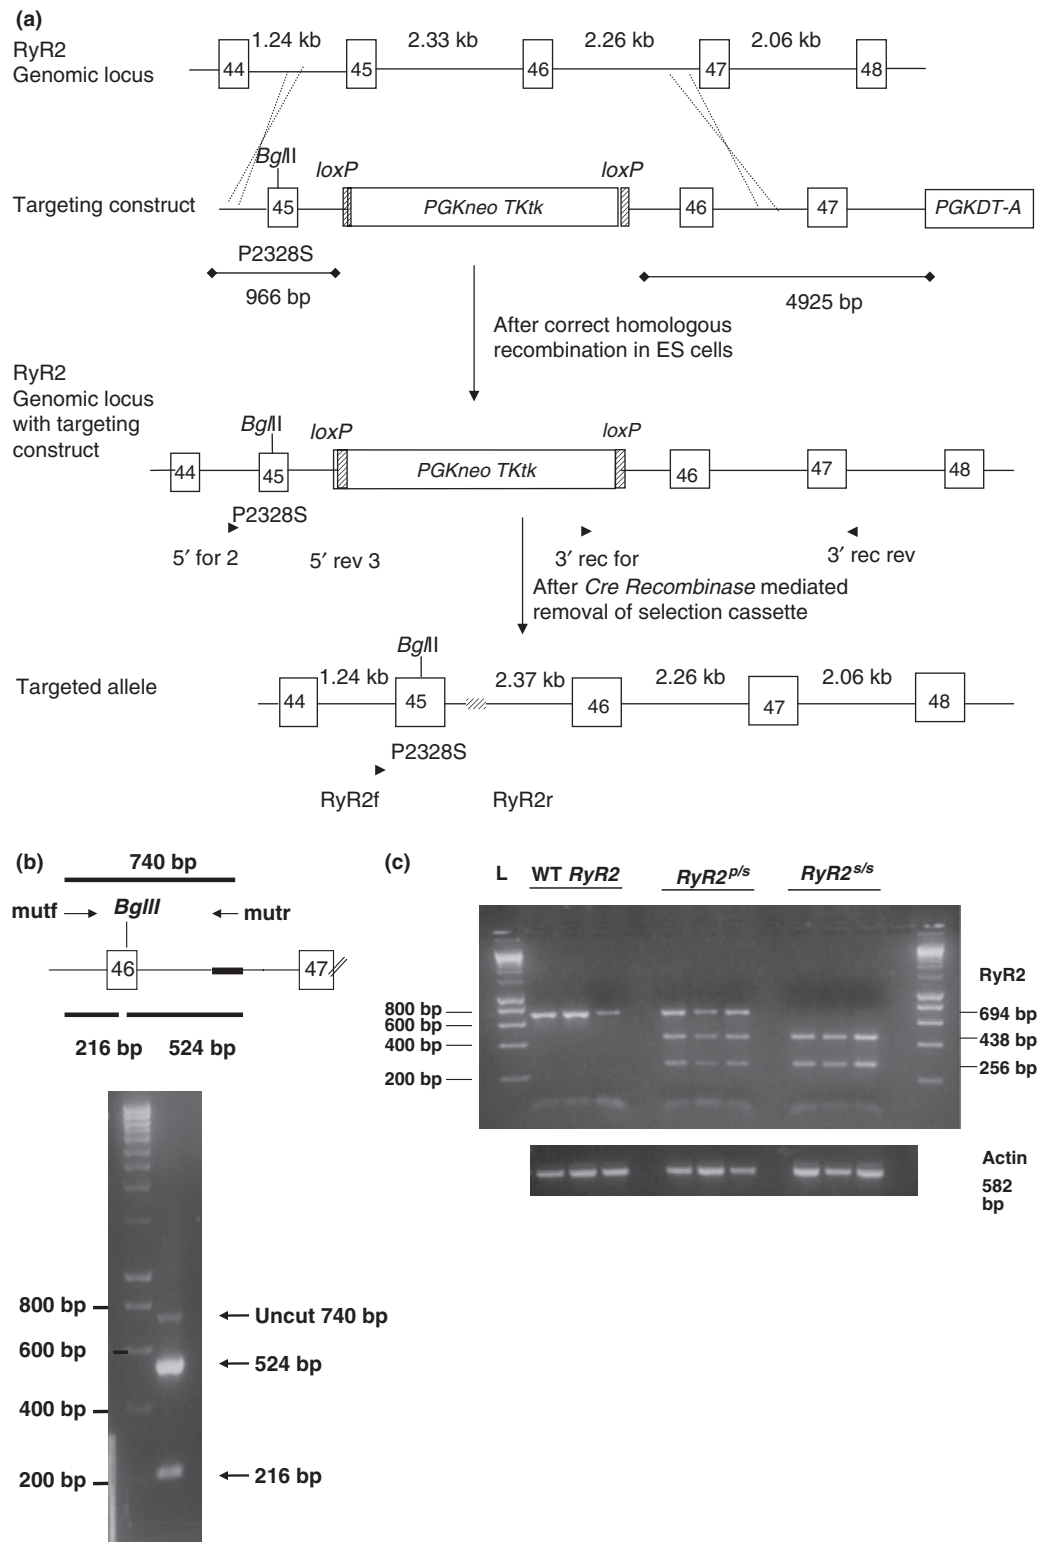 (a)
RyR2
Genomic locus
1.24 kb 2.33 kb 2.26 kb 2.06 kb
44 45 46 47 48
BglII
loxP loxP
Targeting construct
45 PGKneo TKtk 46 47 PGKDT-A
P2328S
966 bp 4925 bp
After correct homologous
recombination in ES cells
RyR2
Genomic locus
with targeting
construct
BglII
loxP loxP
44 45 PGKneo TKtk 46 47 48
P2328S
5′ for 2 5′ rev 3 3′ rec for 3′ rec rev
After Cre Recombinase mediated
removal of selection cassette
BglII
Targeted allele
1.24 kb 2.37 kb 2.26 kb 2.06 kb
44 45 46 47 48
P2328S
RyR2f RyR2r
(b)
740 bp
mutf BglII mutr
46 47
216 bp 524 bp
800 bp
600 bp
400 bp
200 bp
Uncut 740 bp
524 bp
216 bp
(c)
L WT RyR2 RyR2p/s RyR2s/s
800 bp
600 bp
400 bp
200 bp
RyR2
694 bp
438 bp
256 bp
Actin
582
bp